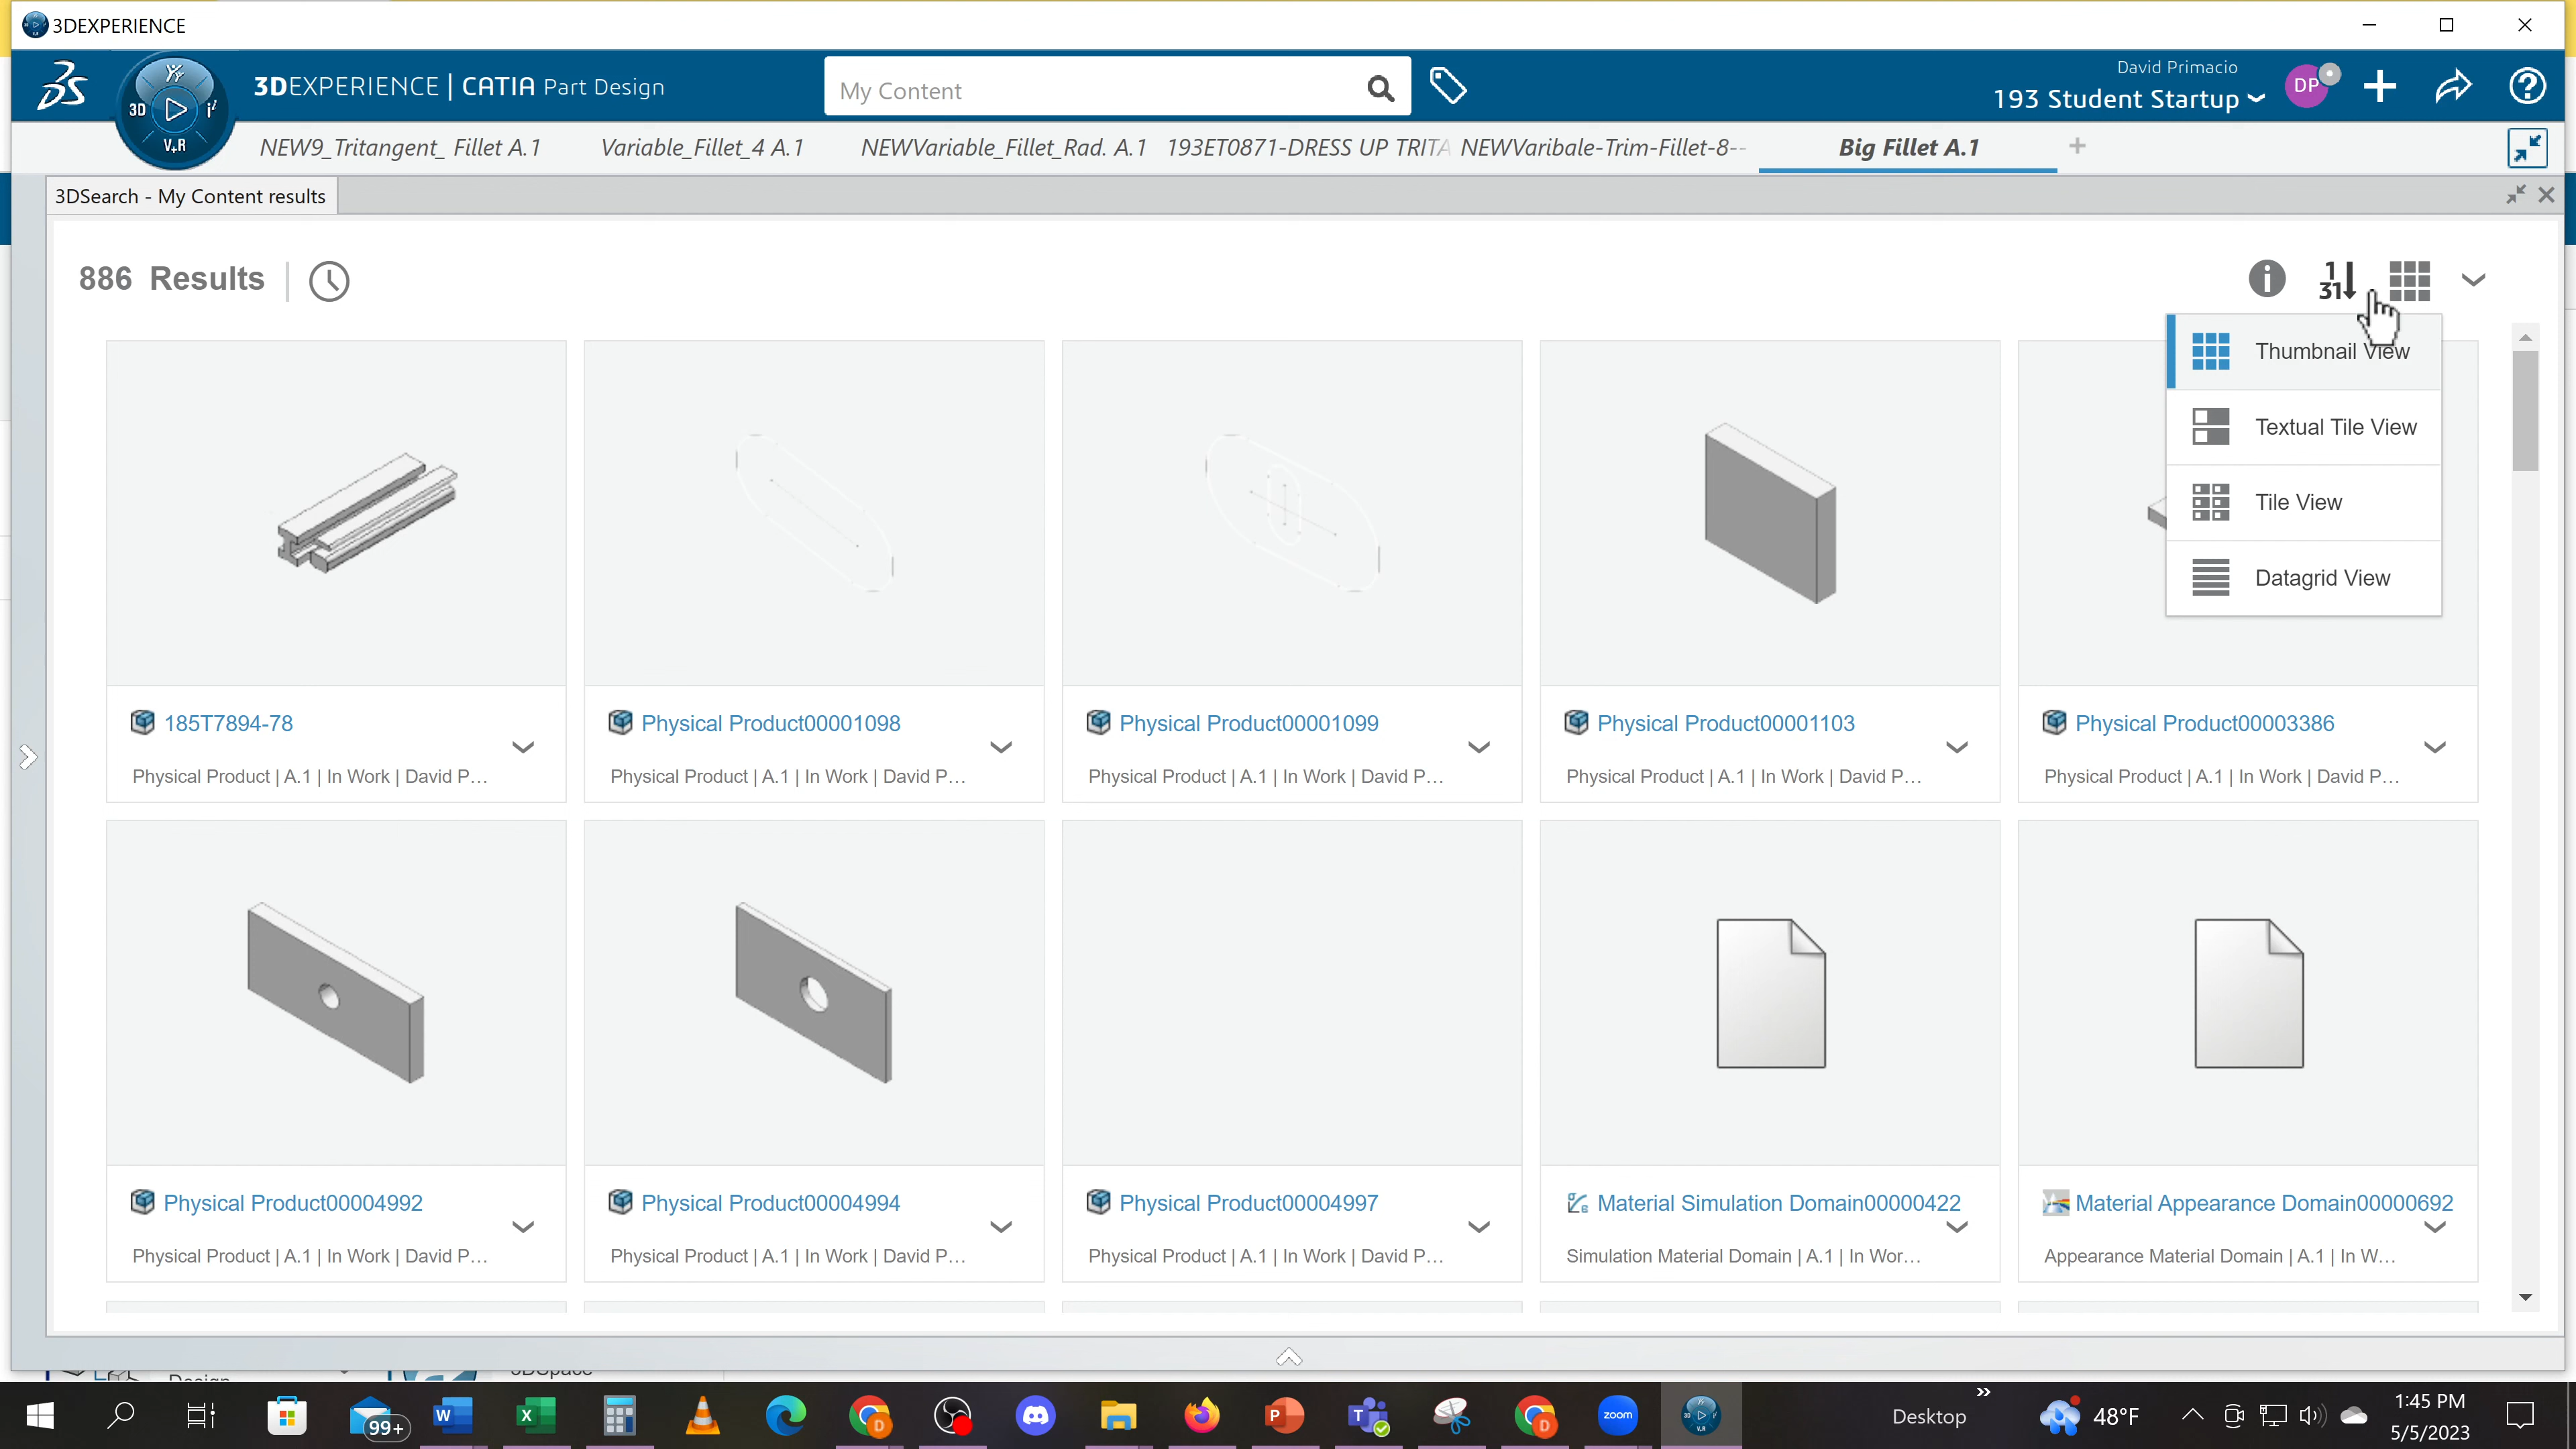 3DEXPERIENCE
3DEXPERIENCE | CATIA Part Design
My Content
David Primacio
193 Student Startup
DP
3D
i²
V+R
NEW9_Tritangent_ Fillet A.1
Variable_Fillet_4 A.1
NEWVariable_Fillet_Rad. A.1
193ET0871-DRESS UP TRITA
NEWVaribale-Trim-Fillet-8--
Big Fillet A.1
3DSearch - My Content results
886 Results
1
31
Thumbnail View
Textual Tile View
Tile View
Datagrid View
185T7894-78
Physical Product | A.1 | In Work | David P...
Physical Product00001098
Physical Product | A.1 | In Work | David P...
Physical Product00001099
Physical Product | A.1 | In Work | David P...
Physical Product00001103
Physical Product | A.1 | In Work | David P...
Physical Product00003386
Physical Product | A.1 | In Work | David P...
Physical Product00004992
Physical Product | A.1 | In Work | David P...
Physical Product00004994
Physical Product | A.1 | In Work | David P...
Physical Product00004997
Physical Product | A.1 | In Work | David P...
Material Simulation Domain00000422
Simulation Material Domain | A.1 | In Wor...
Material Appearance Domain00000692
Appearance Material Domain | A.1 | In W...
99+
zoom
Desktop
48°F
1:45 PM
5/5/2023